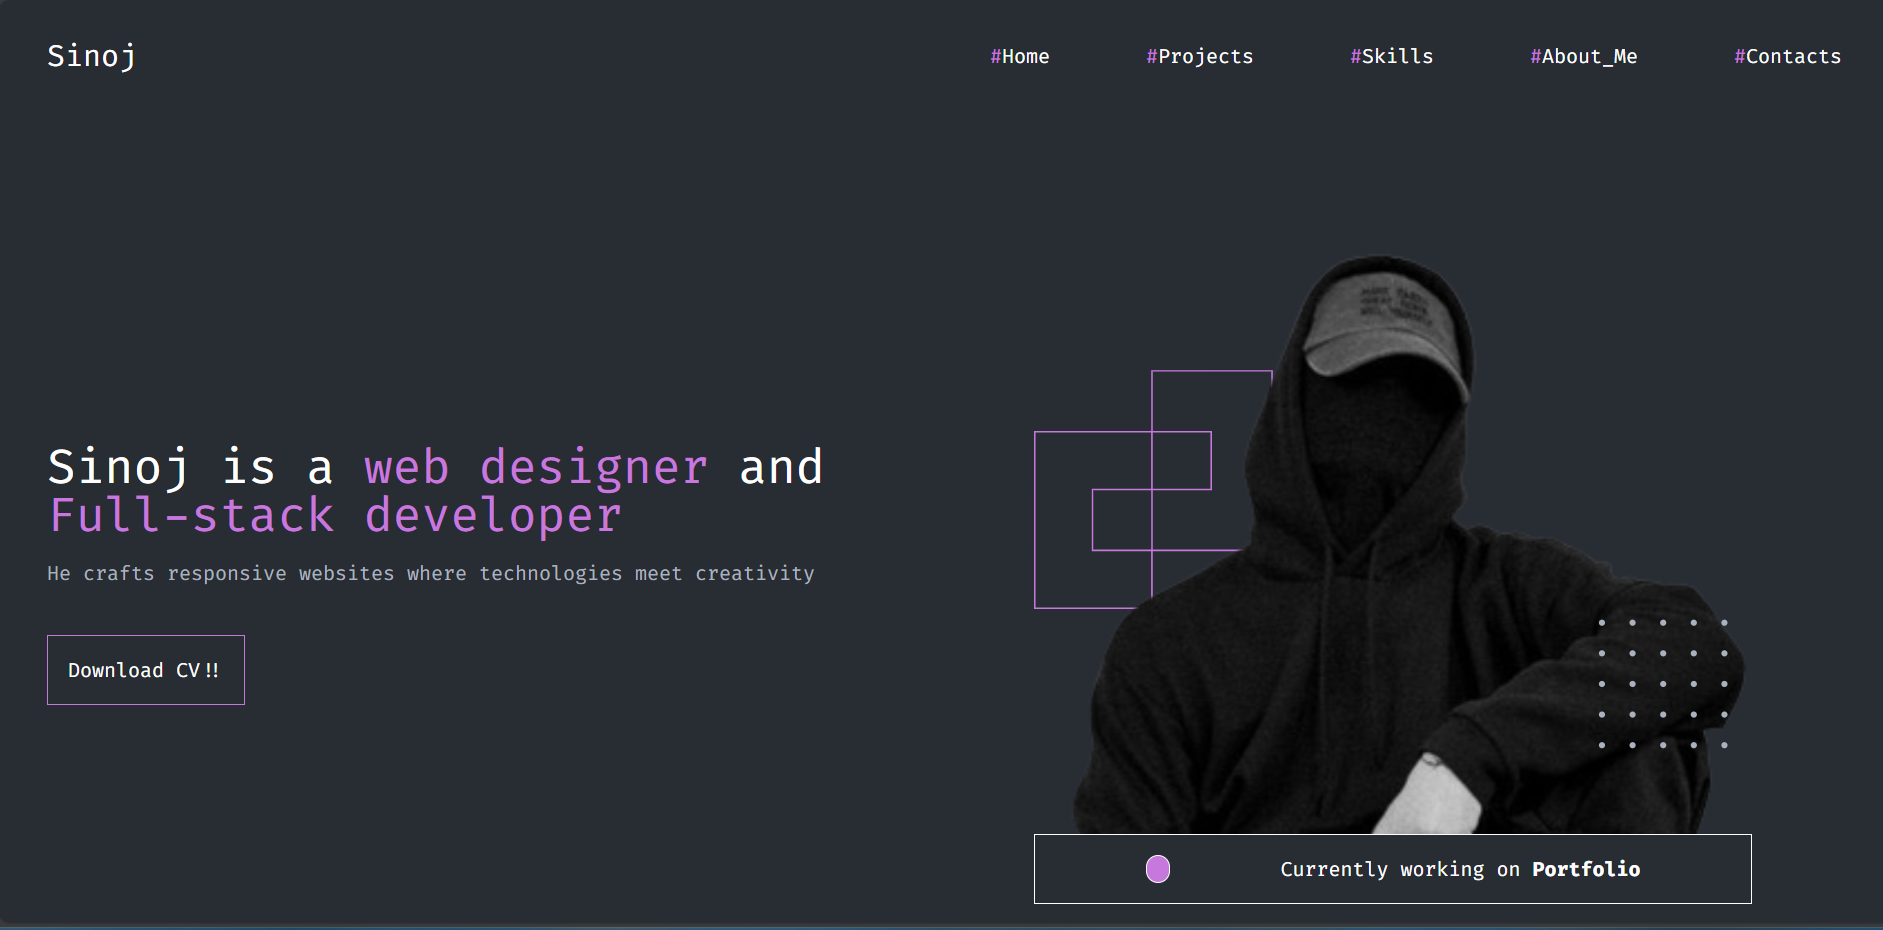 Sinoj
#Home #Projects #Skills #About_Me #Contacts
Sinoj is a web designer and
Full-stack developer
He crafts responsive websites where technologies meet creativity
Download CV!!
Currently working on Portfolio